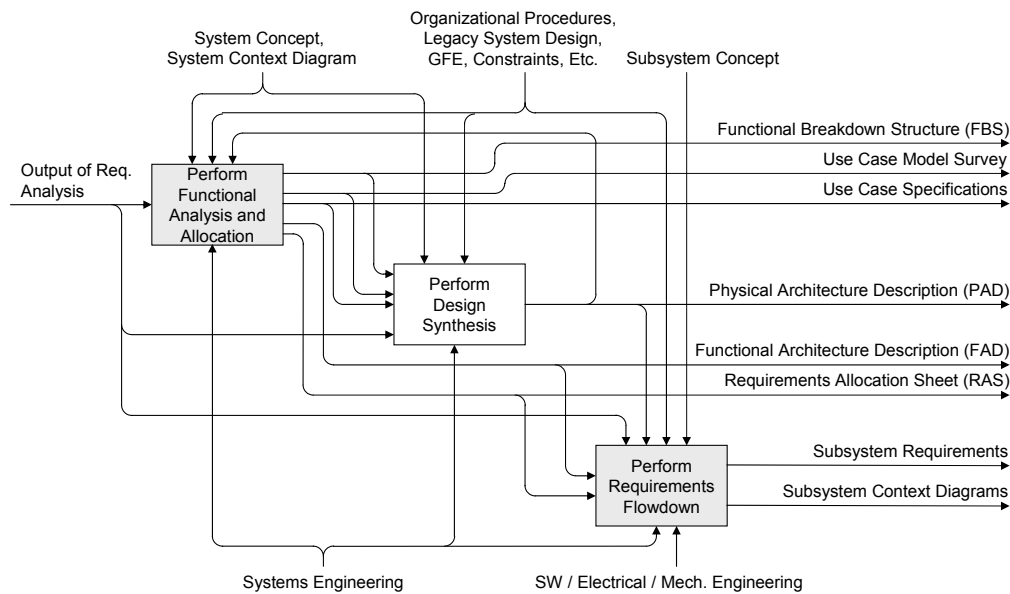 Organizational Procedures,
Legacy System Design,
GFE, Constraints, Etc.
System Concept,
System Context Diagram
Subsystem Concept
Functional Breakdown Structure (FBS)
Use Case Model Survey
Use Case Specifications
Output of Req.
Analysis
Perform
Functional
Analysis and
Allocation
Perform
Design
Synthesis
Physical Architecture Description (PAD)
Functional Architecture Description (FAD)
Requirements Allocation Sheet (RAS)
Perform
Requirements
Flowdown
Subsystem Requirements
Subsystem Context Diagrams
Systems Engineering
SW / Electrical / Mech. Engineering